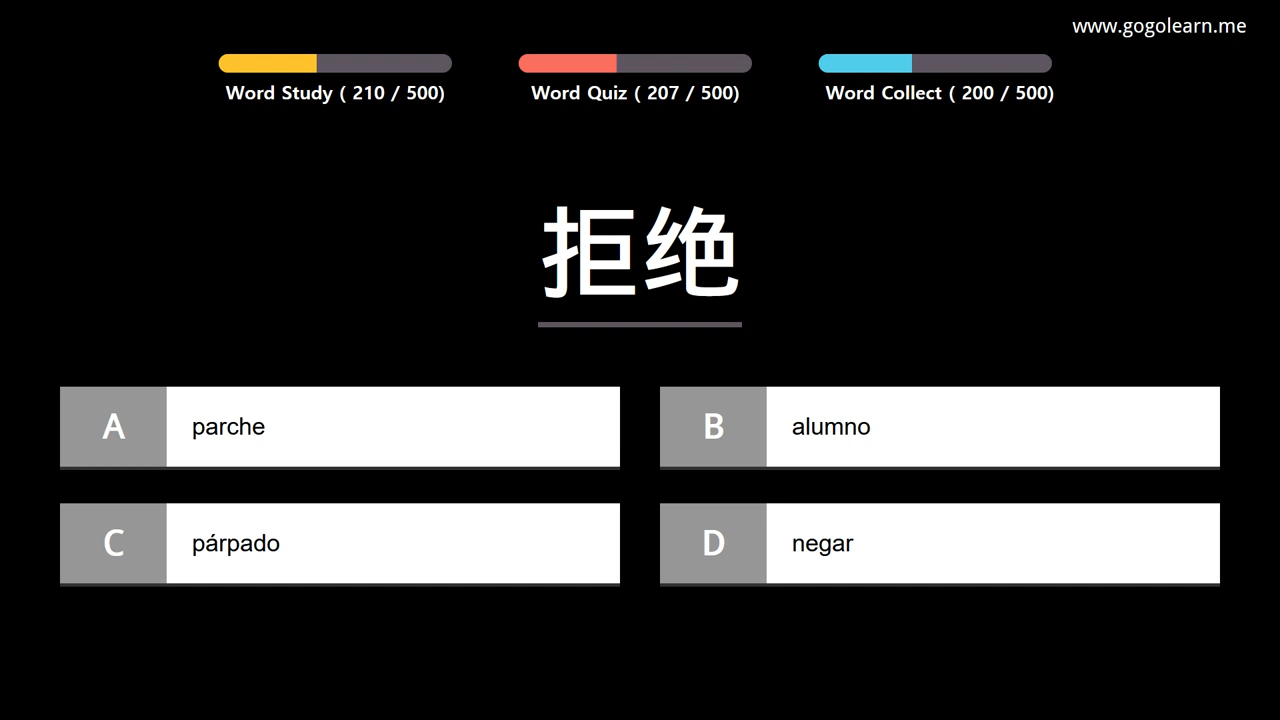 www.gogolearn.me
Word Study ( 210 / 500)
Word Quiz ( 207 / 500)
Word Collect ( 200 / 500)
拒绝
A parche
B alumno
C párpado
D negar